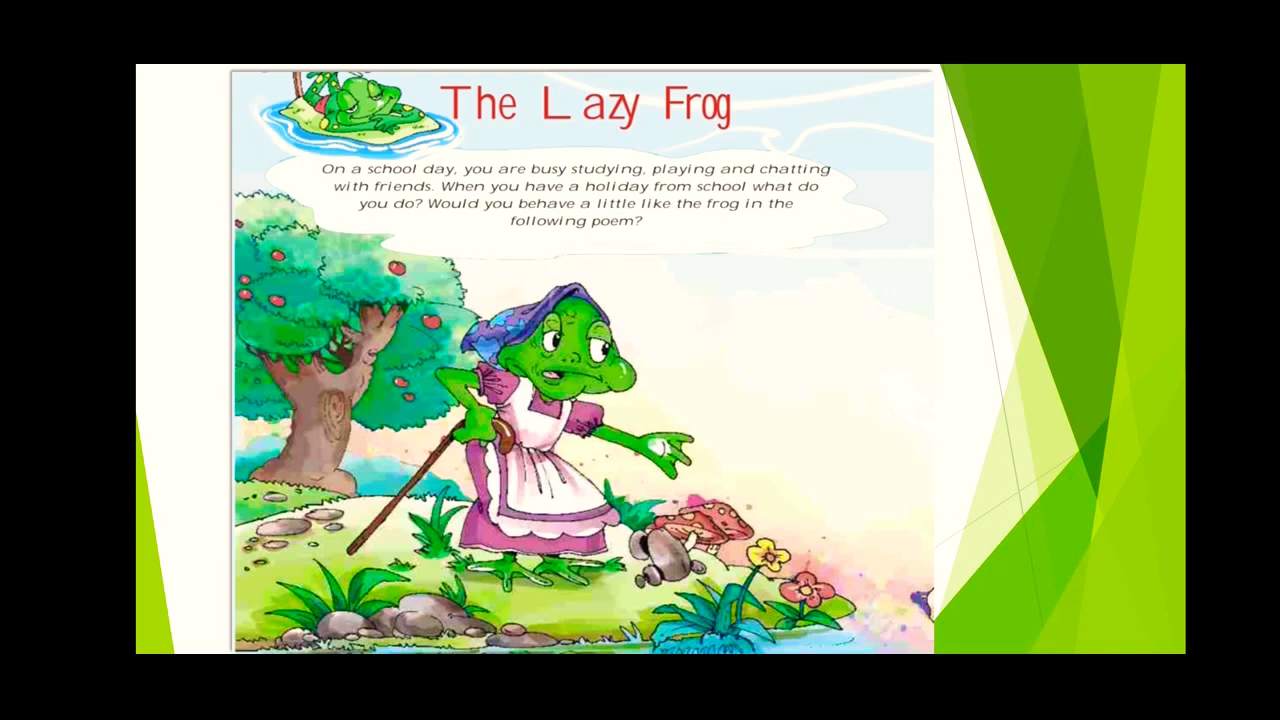 The Lazy Frog
On a school day, you are busy studying, playing and chatting
with friends. When you have a holiday from school what do
you do? Would you behave a little like the frog in the
following poem?